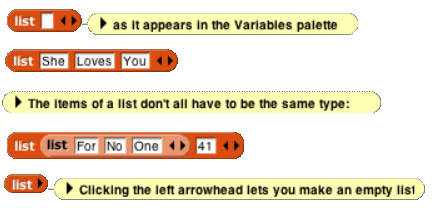 list as it appears in the Variables palette
list She Loves You
The items of a list don't all have to be the same type:
list list For No One 41
list Clicking the left arrowhead lets you make an empty list